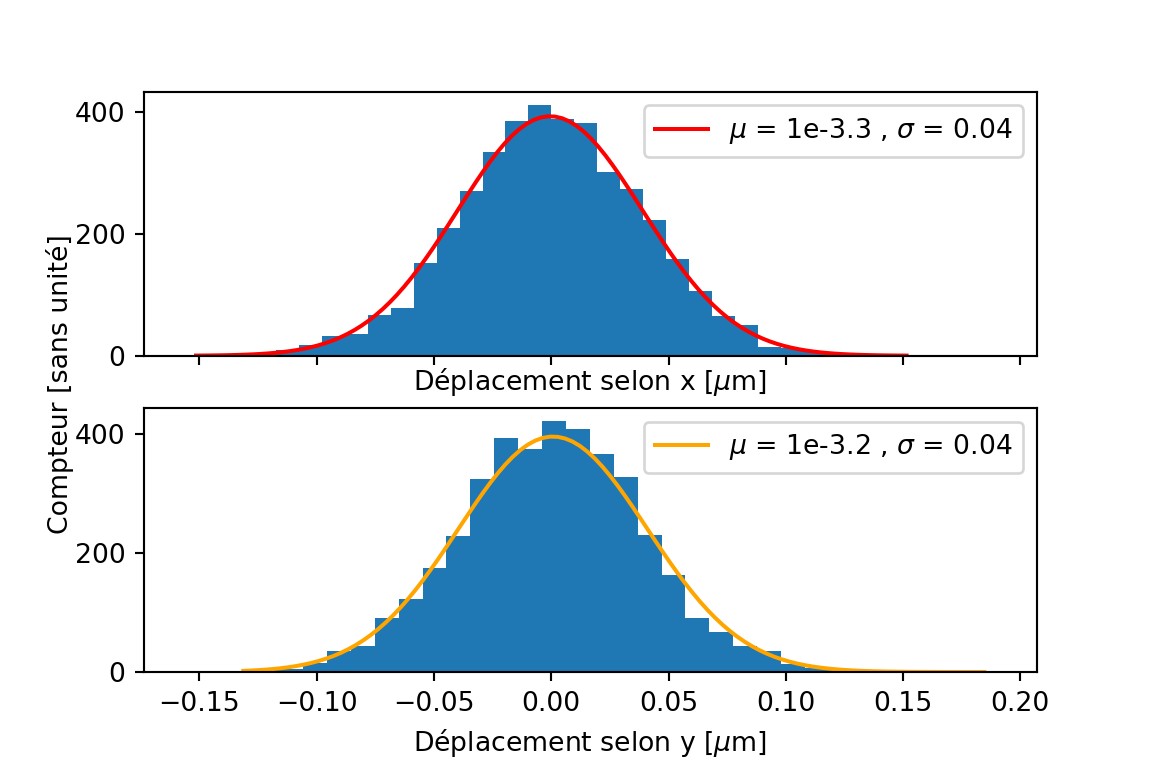 400
200
0
μ = 1e-3.3 , σ = 0.04
Déplacement selon x [μm]
Compteur [sans unité]
400
200
0
μ = 1e-3.2 , σ = 0.04
−0.15 −0.10 −0.05 0.00 0.05 0.10 0.15 0.20
Déplacement selon y [μm]